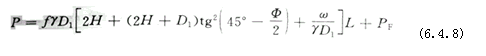 P = fγD₁[2H + (2H + D₁)tg²(45° − Φ/2) + ω/γD₁]L + P_F (6.4.8)